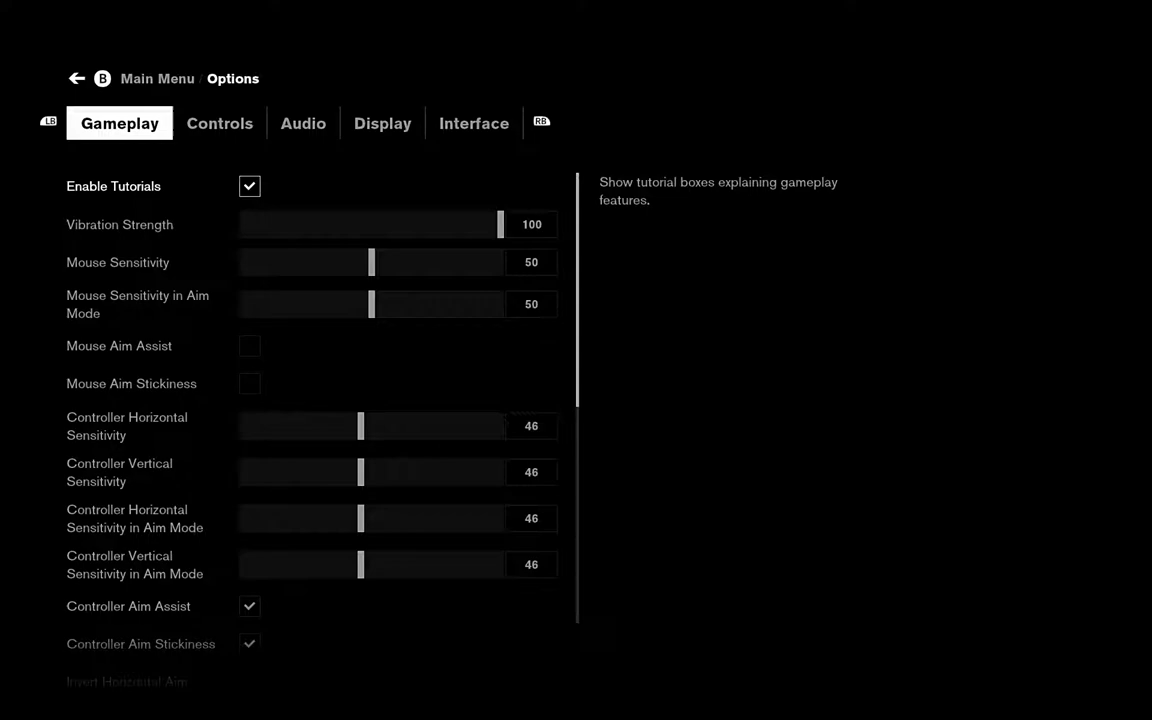 B Main Menu / Options
LB Gameplay Controls Audio Display Interface RB
Enable Tutorials
Show tutorial boxes explaining gameplay
features.
Vibration Strength 100
Mouse Sensitivity 50
Mouse Sensitivity in Aim
Mode
50
Mouse Aim Assist
Mouse Aim Stickiness
Controller Horizontal
Sensitivity
46
Controller Vertical
Sensitivity
46
Controller Horizontal
Sensitivity in Aim Mode
46
Controller Vertical
Sensitivity in Aim Mode
46
Controller Aim Assist
Controller Aim Stickiness
Invert Horizontal Aim